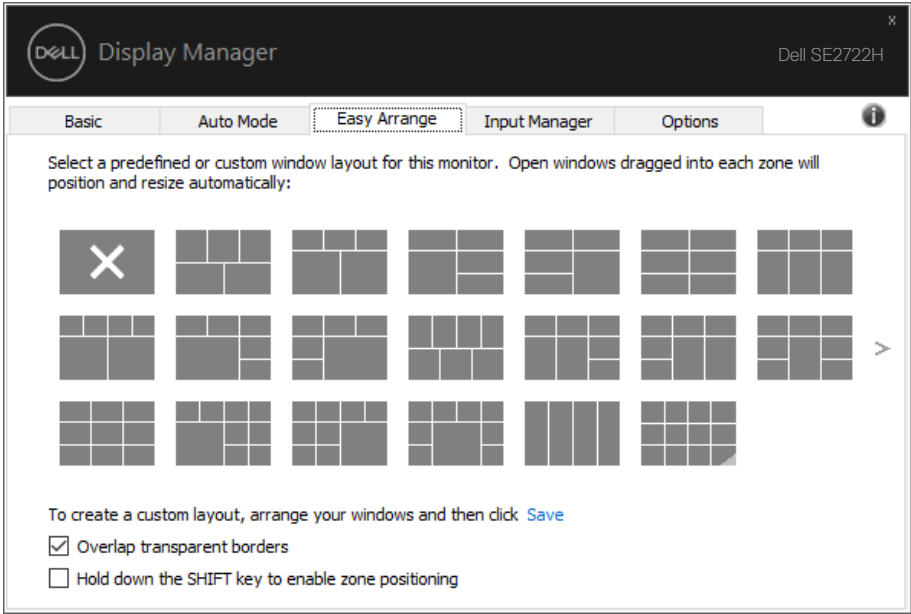 x
DELL Display Manager
Dell SE2722H
Basic Auto Mode Easy Arrange Input Manager Options
Select a predefined or custom window layout for this monitor. Open windows dragged into each zone will
position and resize automatically:
>
To create a custom layout, arrange your windows and then click Save
Overlap transparent borders
Hold down the SHIFT key to enable zone positioning